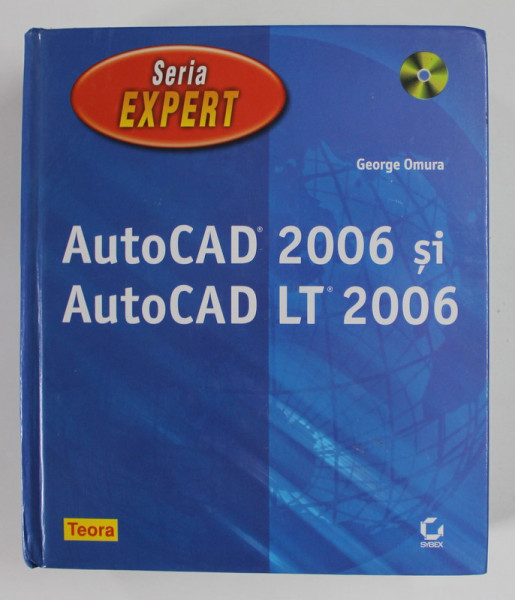 Seria
EXPERT
George Omura
AutoCAD® 2006 și
AutoCAD LT® 2006
Teora
SYBEX